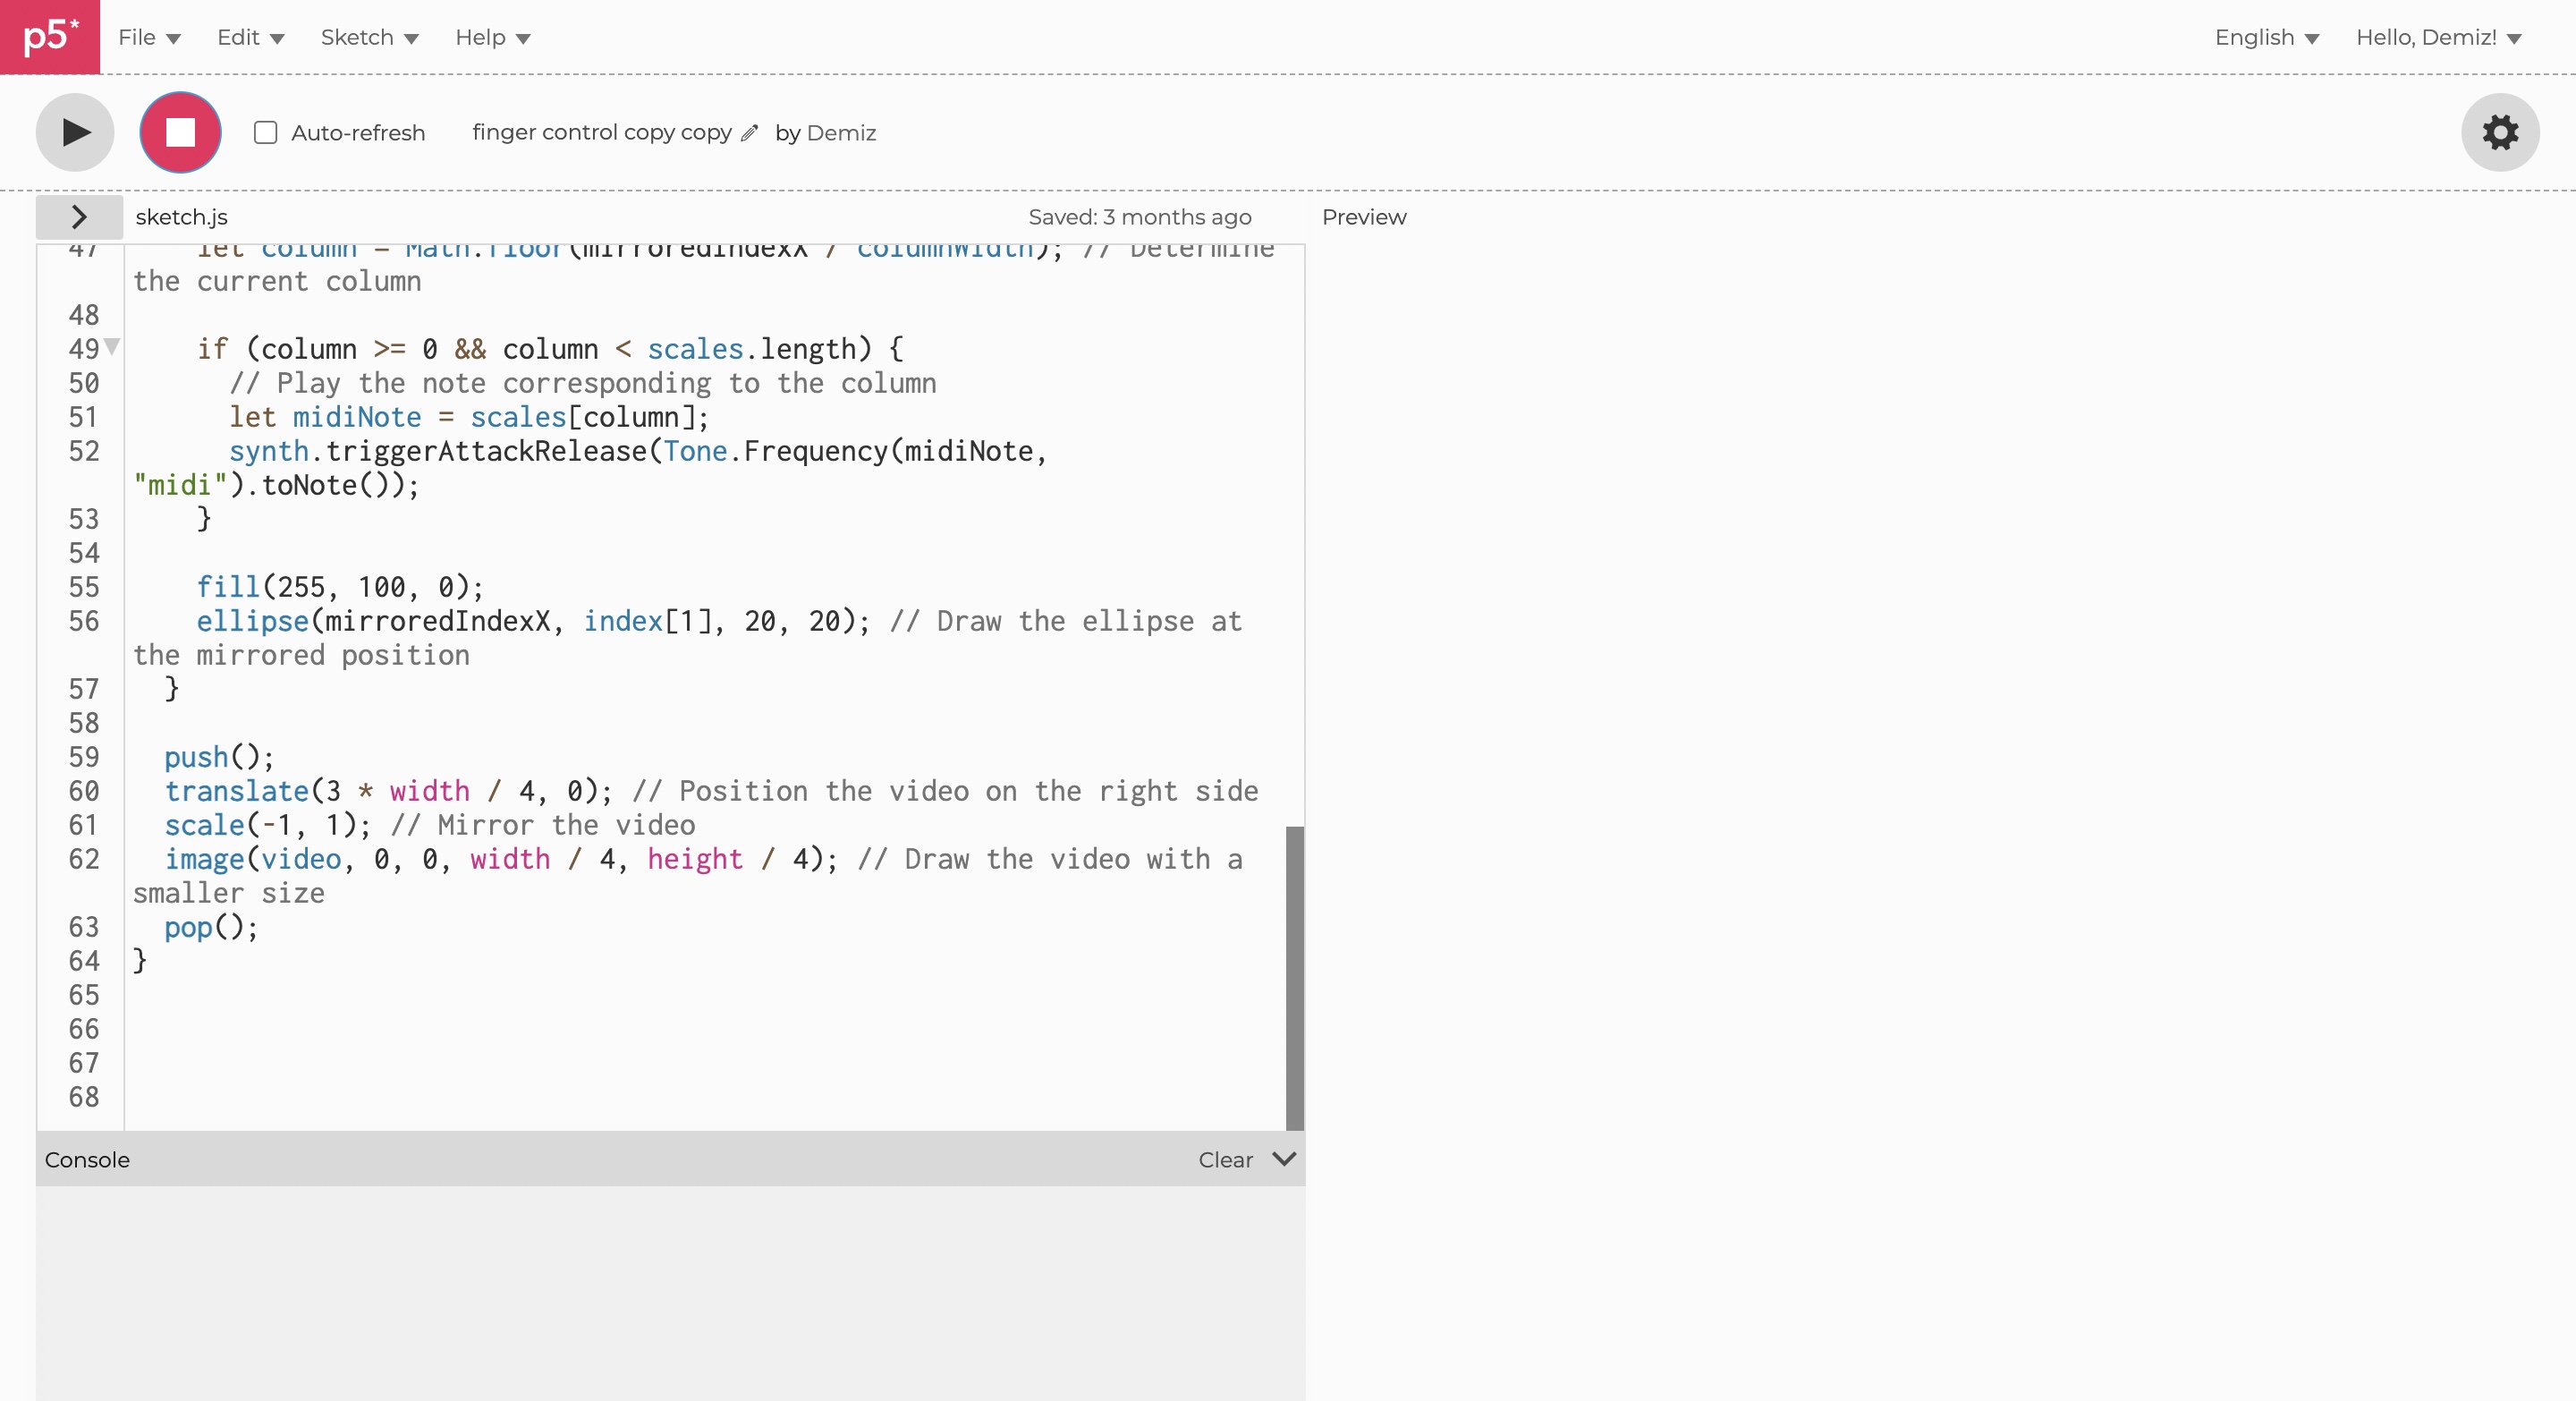 p5* File Edit Sketch Help English Hello, Demiz!
Auto-refresh finger control copy copy by Demiz
sketch.js Saved: 3 months ago Preview
47 let column = Math.floor(mirroredIndexX / columnWidth); // Determine
the current column
48
49 if (column >= 0 && column < scales.length) {
50 // Play the note corresponding to the column
51 let midiNote = scales[column];
52 synth.triggerAttackRelease(Tone.Frequency(midiNote,
"midi").toNote());
53 }
54
55 fill(255, 100, 0);
56 ellipse(mirroredIndexX, index[1], 20, 20); // Draw the ellipse at
the mirrored position
57 }
58
59 push();
60 translate(3 * width / 4, 0); // Position the video on the right side
61 scale(-1, 1); // Mirror the video
62 image(video, 0, 0, width / 4, height / 4); // Draw the video with a
smaller size
63 pop();
64 }
65
66
67
68
Console Clear